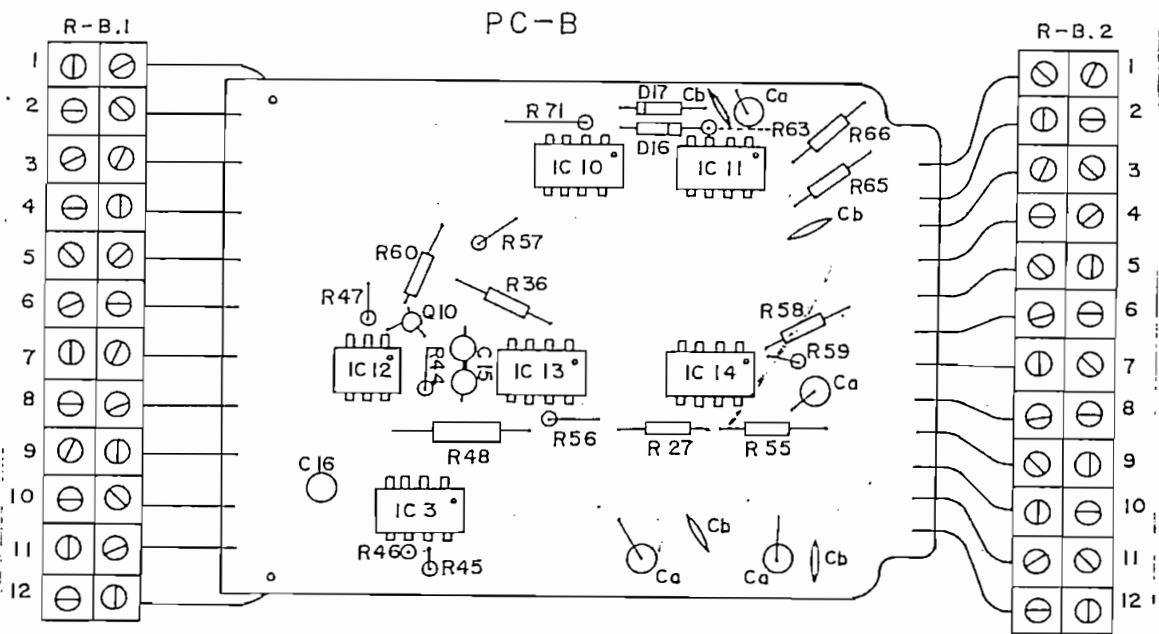 PC-B
R-B.1
R-B.2
1
2
3
4
5
6
7
8
9
10
11
12
D17
Cb
Ca
R71
D16
R63
R66
IC 10
IC 11
R65
Cb
R57
R60
R36
R47
Q10
R58
R44
C15
R59
IC 12
IC 13
IC 14
Ca
R56
R48
R 27
R 55
C16
IC 3
R46
R45
Ca
Cb
Ca
Cb
1
2
3
4
5
6
7
8
9
10
11
12